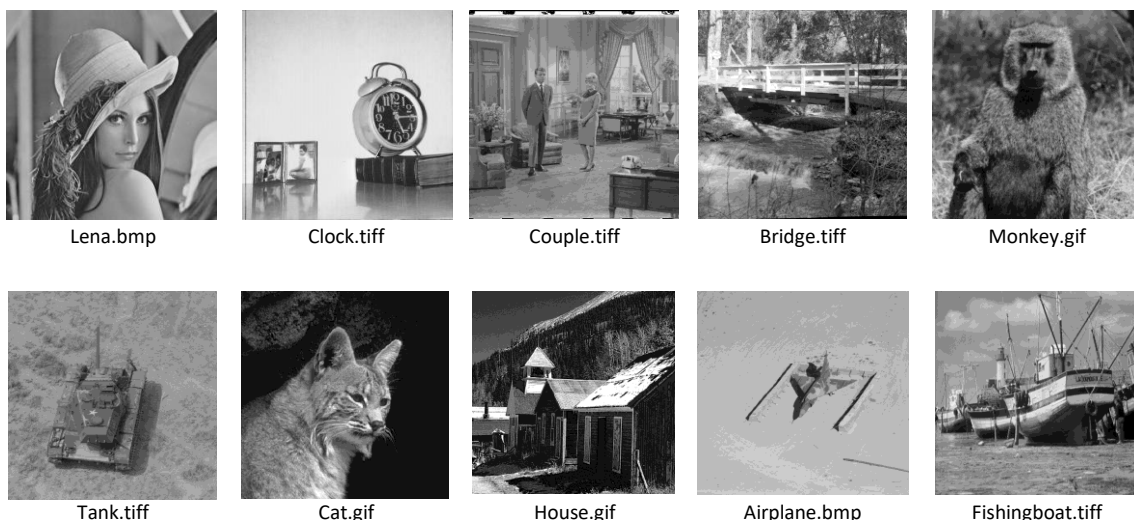 Lena.bmp
Clock.tiff
Couple.tiff
Bridge.tiff
Monkey.gif
Tank.tiff
Cat.gif
House.gif
Airplane.bmp
Fishingboat.tiff